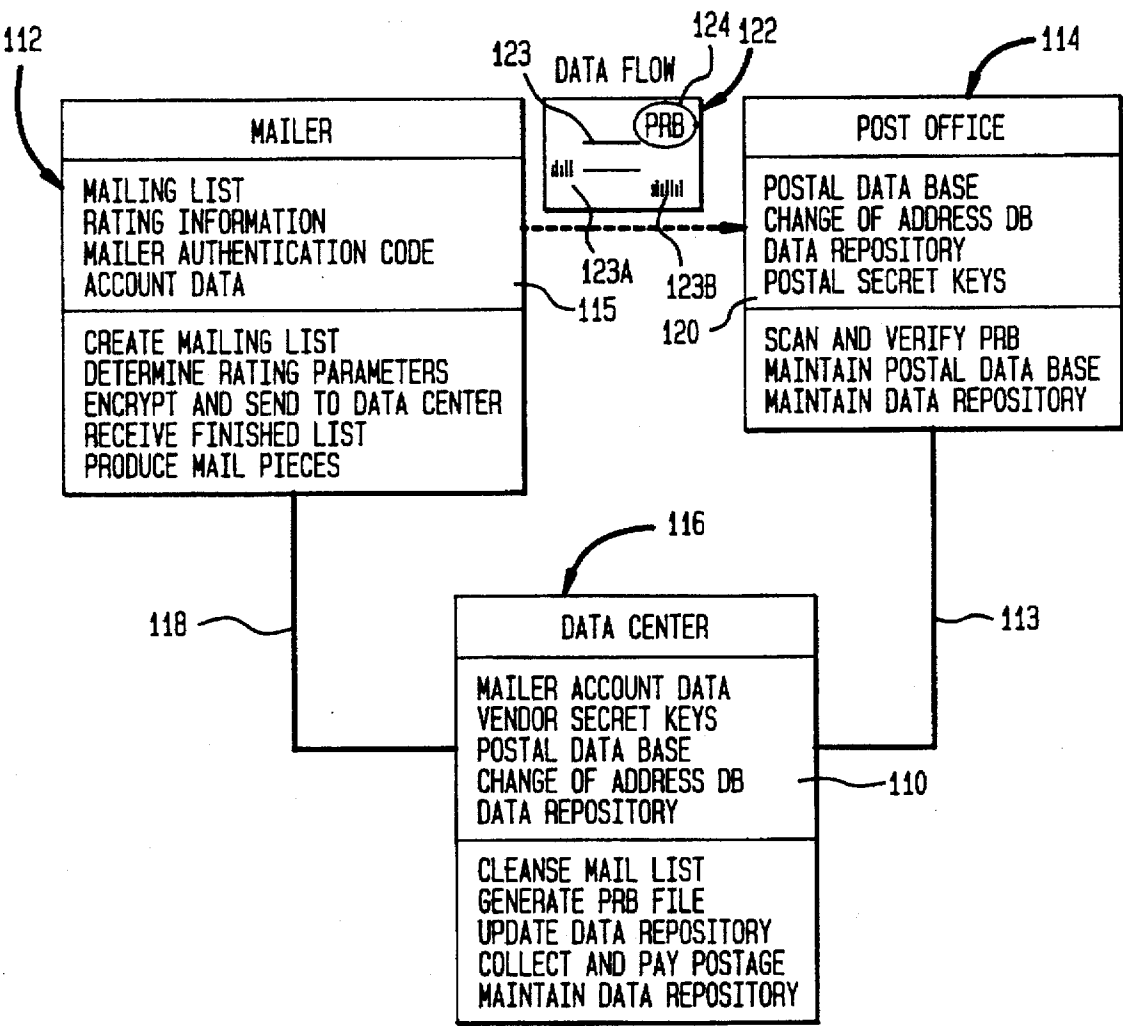 112
MAILER
MAILING LIST
RATING INFORMATION
MAILER AUTHENTICATION CODE
ACCOUNT DATA
115
CREATE MAILING LIST
DETERMINE RATING PARAMETERS
ENCRYPT AND SEND TO DATA CENTER
RECEIVE FINISHED LIST
PRODUCE MAIL PIECES
123
124
122
DATA FLOW
PRB
123A
123B
114
POST OFFICE
POSTAL DATA BASE
CHANGE OF ADDRESS DB
DATA REPOSITORY
POSTAL SECRET KEYS
120
SCAN AND VERIFY PRB
MAINTAIN POSTAL DATA BASE
MAINTAIN DATA REPOSITORY
118
113
116
DATA CENTER
MAILER ACCOUNT DATA
VENDOR SECRET KEYS
POSTAL DATA BASE
CHANGE OF ADDRESS DB
DATA REPOSITORY
110
CLEANSE MAIL LIST
GENERATE PRB FILE
UPDATE DATA REPOSITORY
COLLECT AND PAY POSTAGE
MAINTAIN DATA REPOSITORY